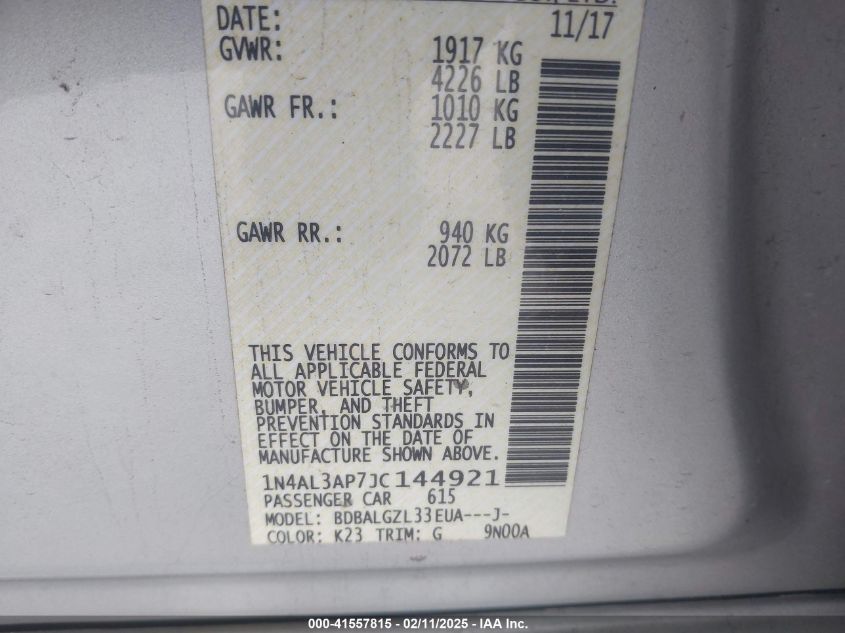 DATE: 11/17
GVWR: 1917 KG
4226 LB
GAWR FR.: 1010 KG
2227 LB
GAWR RR.: 940 KG
2072 LB
THIS VEHICLE CONFORMS TO
ALL APPLICABLE FEDERAL
MOTOR VEHICLE SAFETY,
BUMPER, AND THEFT
PREVENTION STANDARDS IN
EFFECT ON THE DATE OF
MANUFACTURE SHOWN ABOVE.
1N4AL3AP7JC144921
PASSENGER CAR 615
MODEL: BDBALGZL33EUA---J-
COLOR: K23 TRIM: G 9N00A
000-41557815 - 02/11/2025 - IAA Inc.